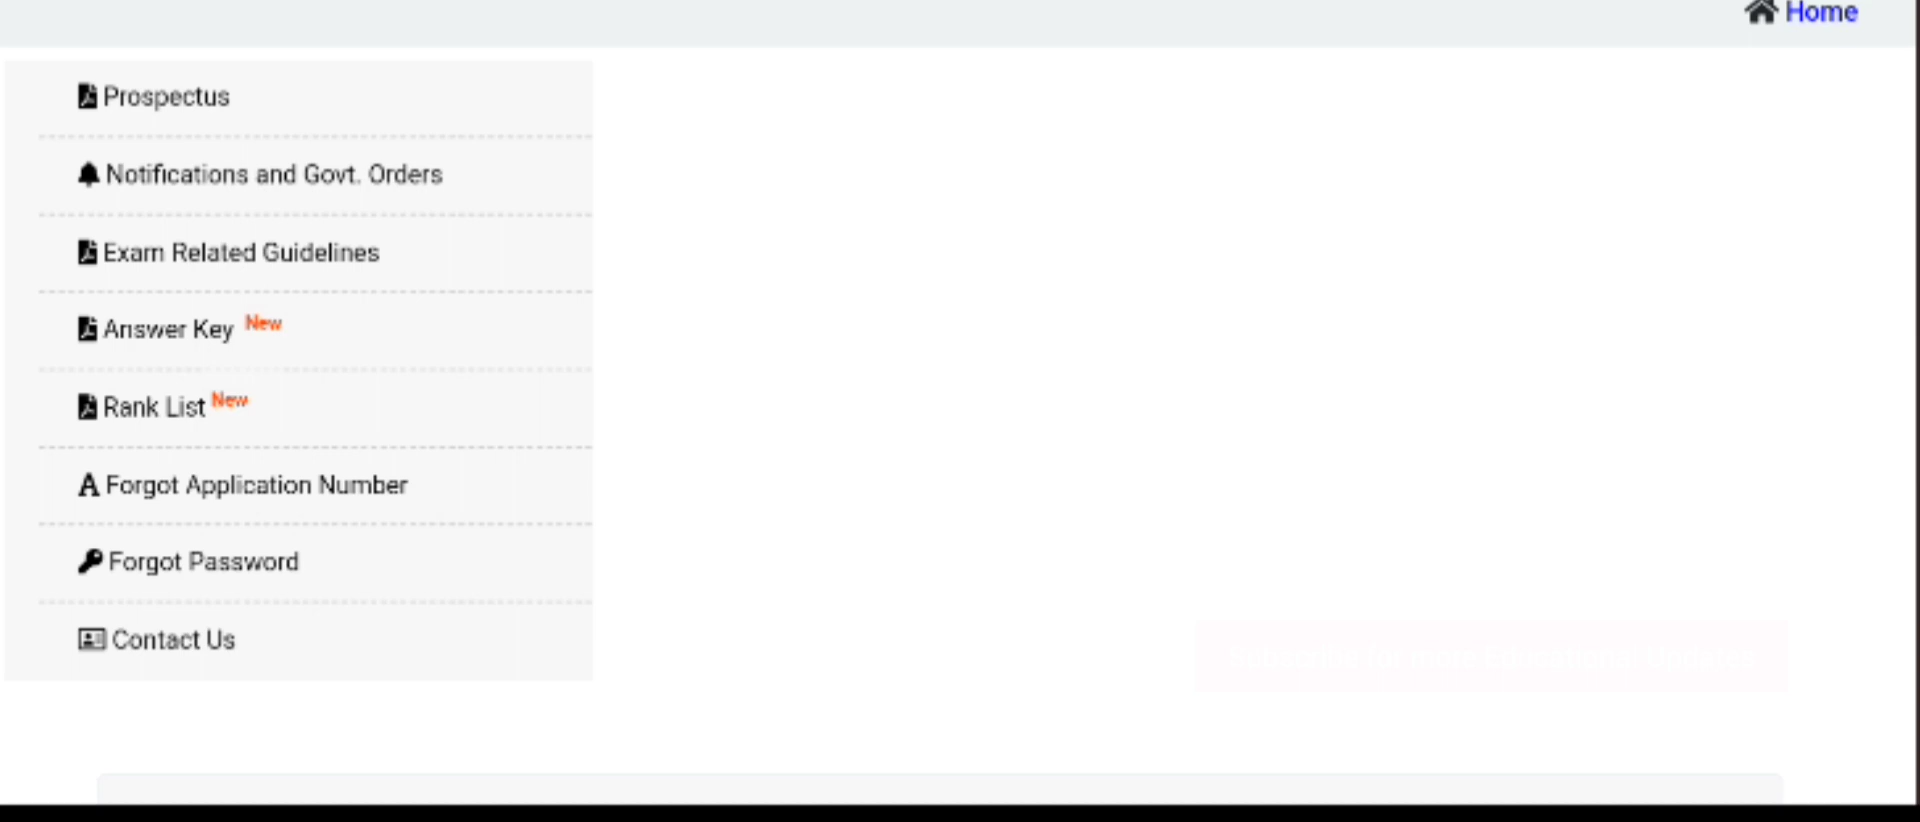 Home
Prospectus
Notifications and Govt. Orders
Exam Related Guidelines
Answer Key New
Rank List New
Forgot Application Number
Forgot Password
Contact Us